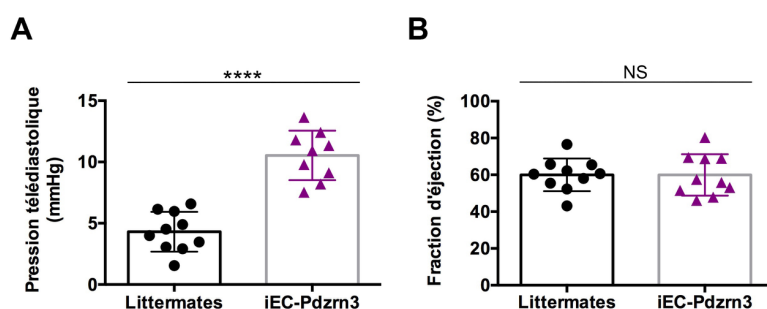 A
****
Pression télédiastolique
(mmHg)
15
10
5
0
Littermates
iEC-Pdzrn3
B
NS
Fraction d'éjection (%)
100
80
60
40
20
0
Littermates
iEC-Pdzrn3